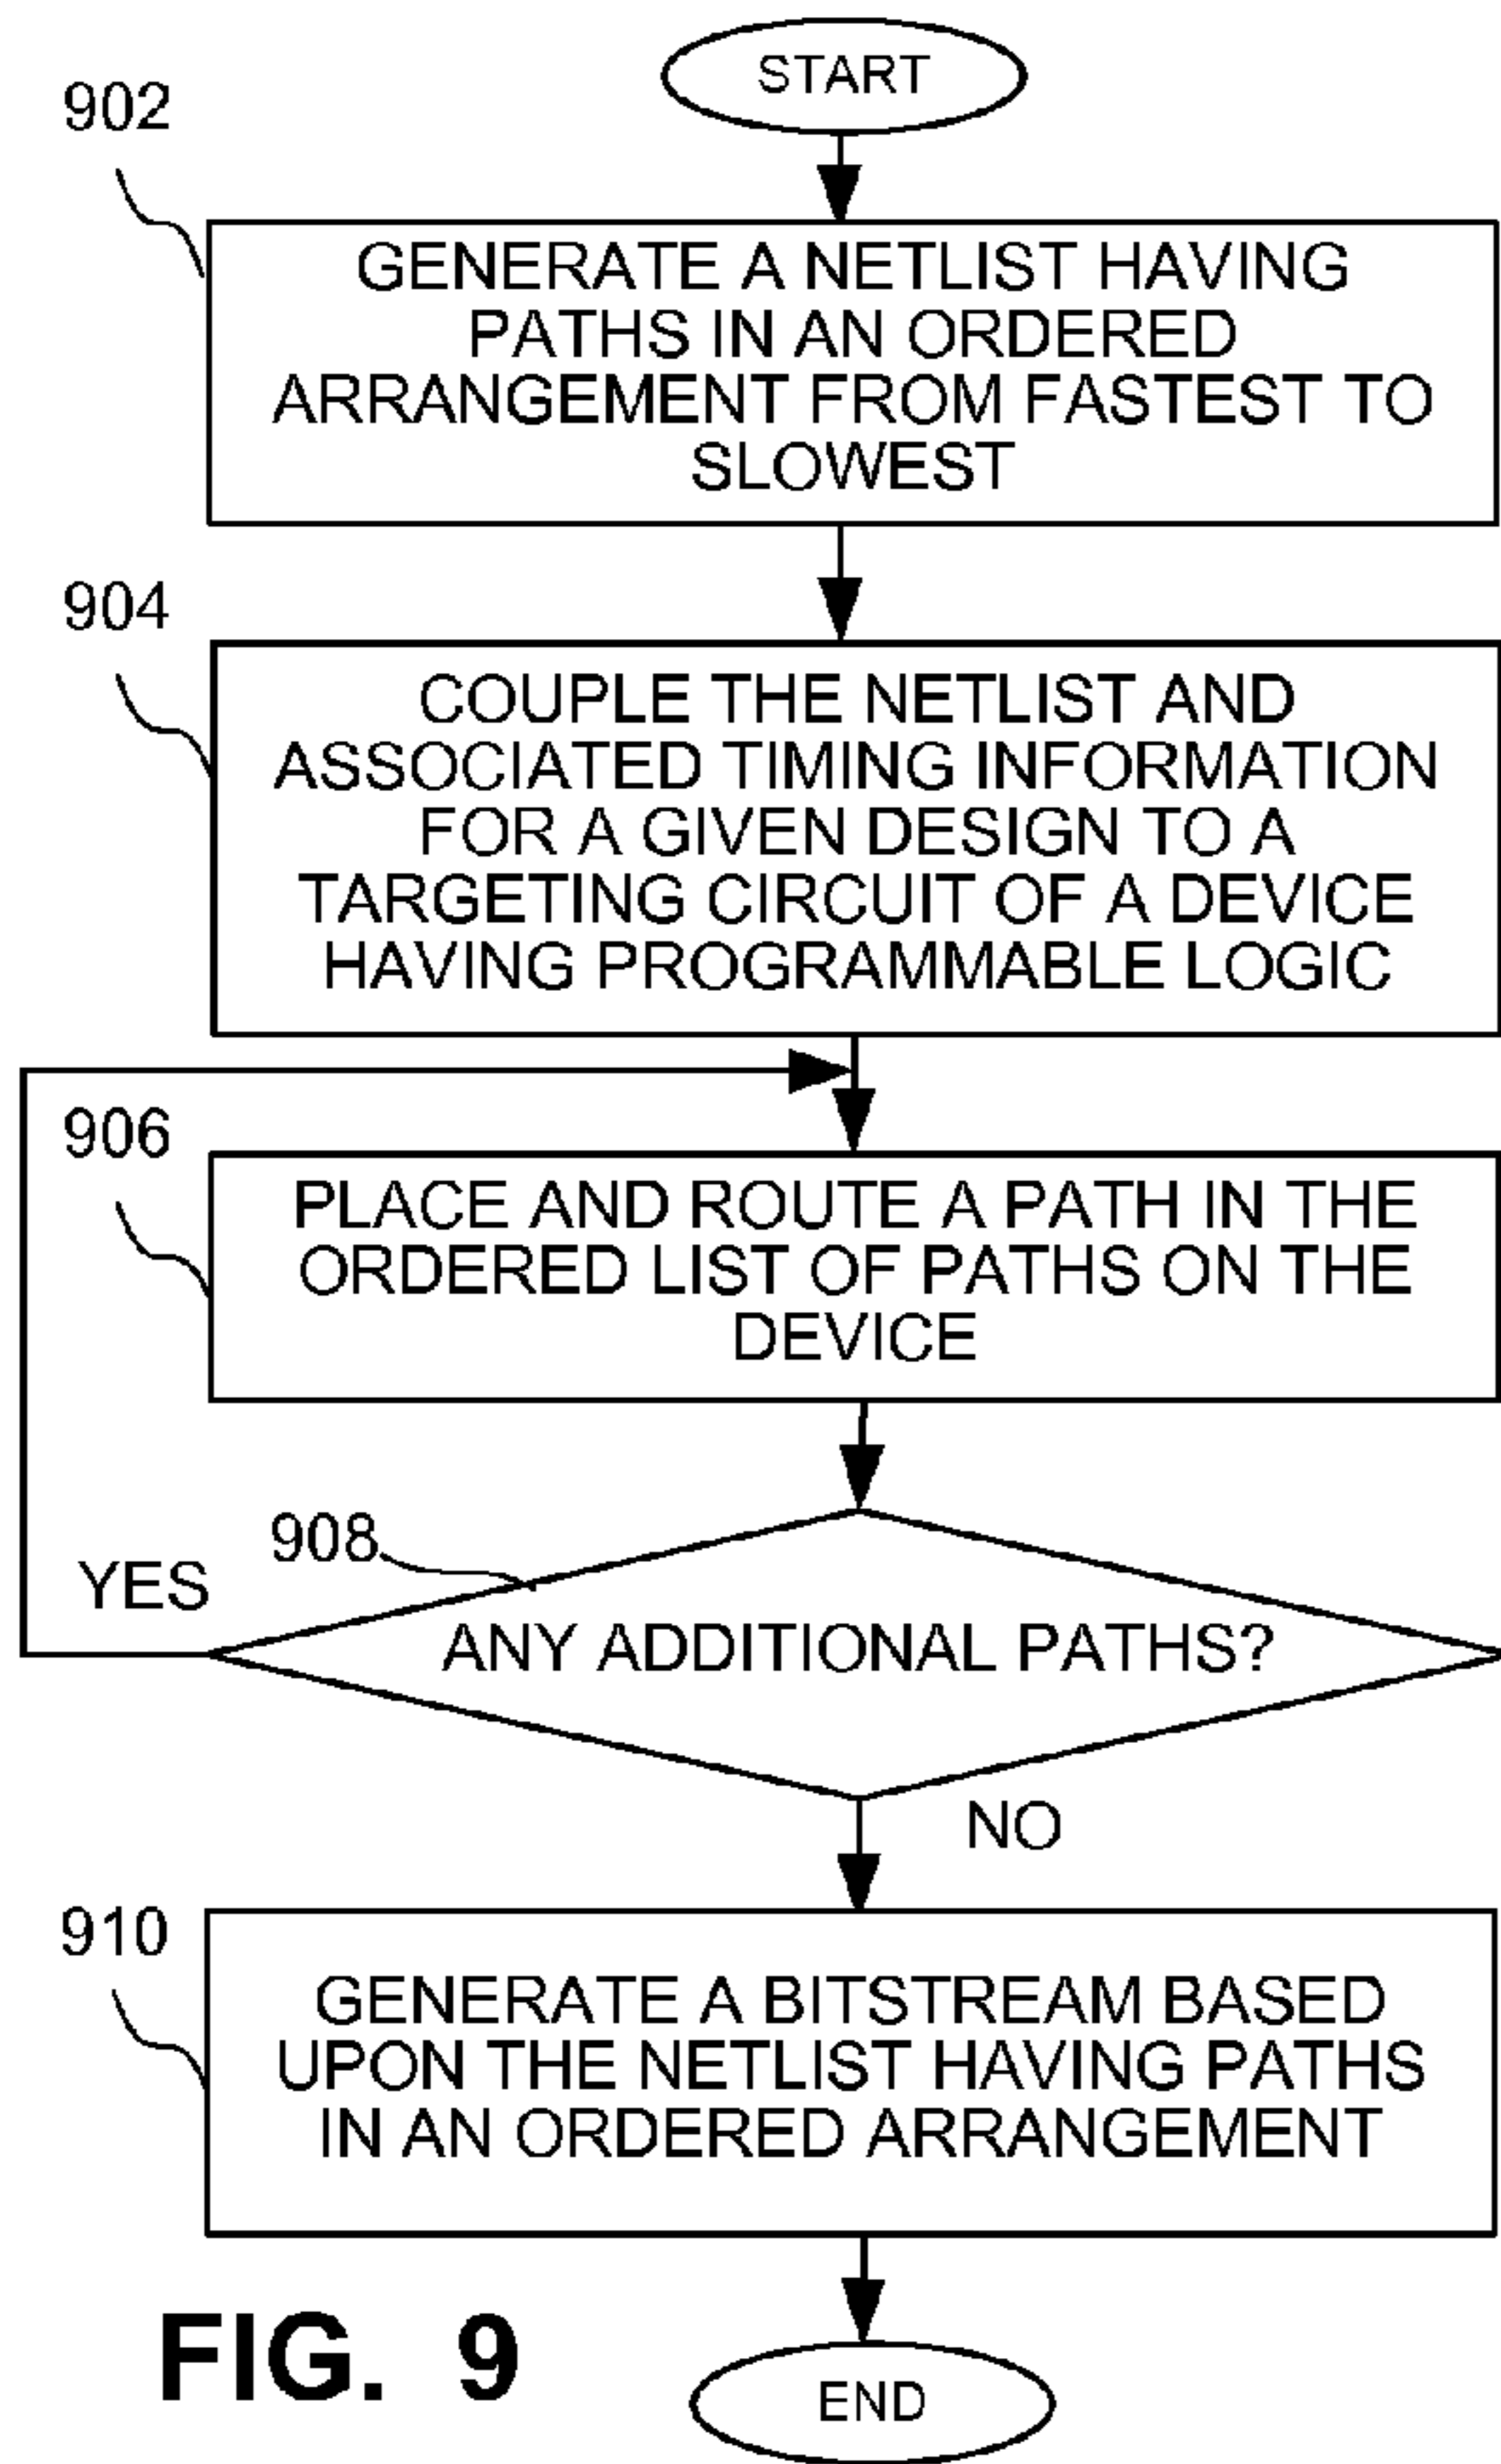 START
902
GENERATE A NETLIST HAVING
PATHS IN AN ORDERED
ARRANGEMENT FROM FASTEST TO
SLOWEST
904
COUPLE THE NETLIST AND
ASSOCIATED TIMING INFORMATION
FOR A GIVEN DESIGN TO A
TARGETING CIRCUIT OF A DEVICE
HAVING PROGRAMMABLE LOGIC
906
PLACE AND ROUTE A PATH IN THE
ORDERED LIST OF PATHS ON THE
DEVICE
908
YES
ANY ADDITIONAL PATHS?
NO
910
GENERATE A BITSTREAM BASED
UPON THE NETLIST HAVING PATHS
IN AN ORDERED ARRANGEMENT
FIG. 9
END